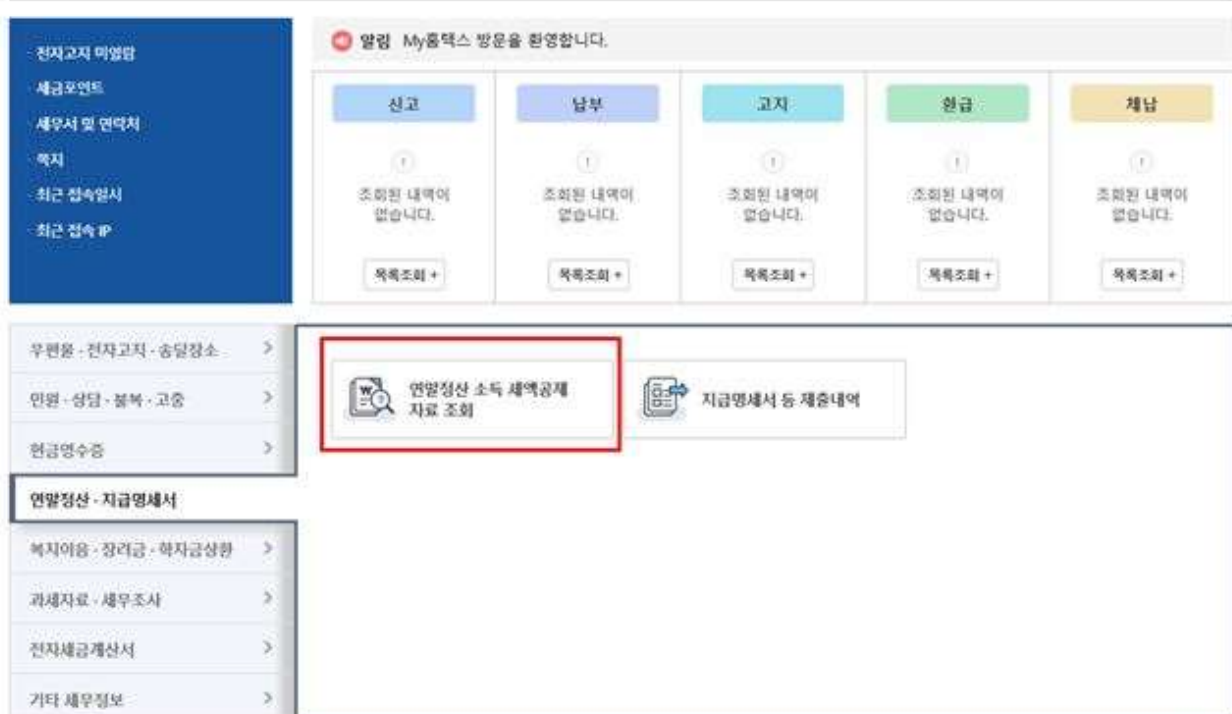 · 전자고지 미열람
· 세금포인트
· 세무서 및 연락처
· 쪽지
· 최근 접속일시
· 최근 접속 IP
알림 My홈택스 방문을 환영합니다.
신고 납부 고지 환급 체납
조회된 내역이 조회된 내역이 조회된 내역이 조회된 내역이 조회된 내역이
없습니다. 없습니다. 없습니다. 없습니다. 없습니다.
목록조회 + 목록조회 + 목록조회 + 목록조회 + 목록조회 +
우편물 · 전자고지 · 송달장소
민원 · 상담 · 불복 · 고충
현금영수증
연말정산 · 지급명세서
복지이음 · 장려금 · 학자금상환
과세자료 · 세무조사
전자세금계산서
기타 세무정보
연말정산 소득 세액공제
자료 조회
지급명세서 등 제출내역